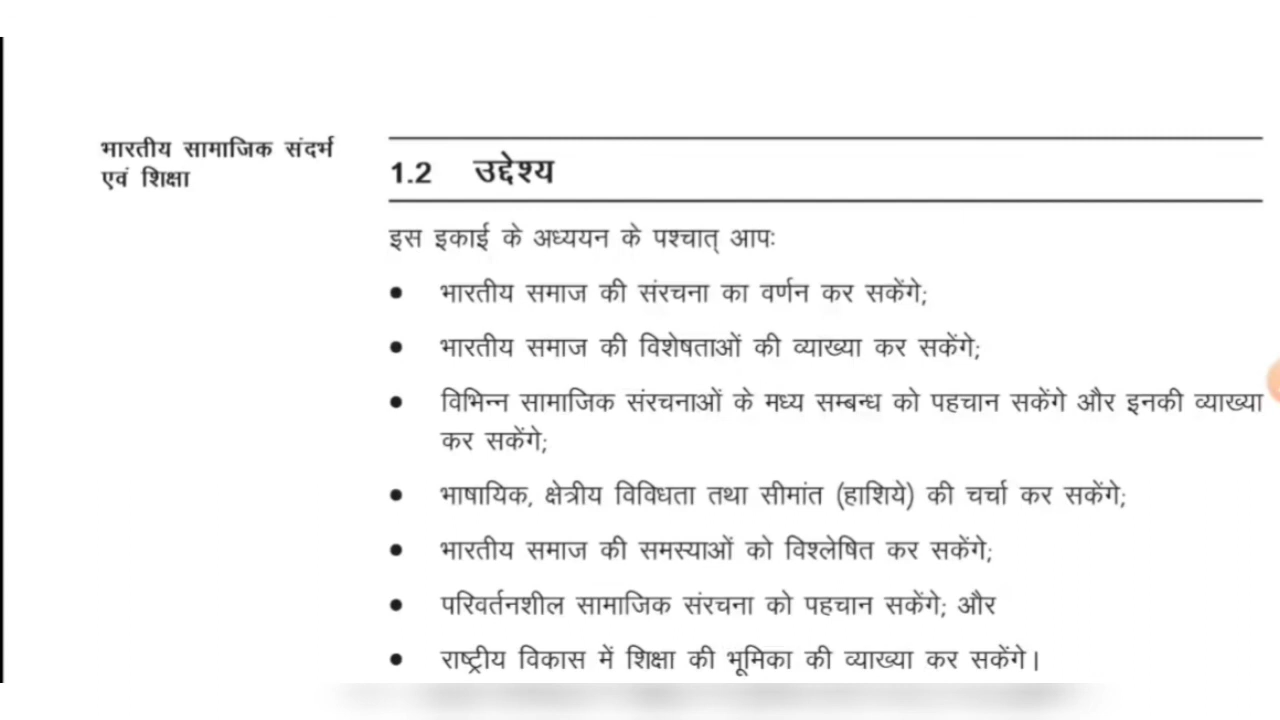 भारतीय सामाजिक संदर्भ
एवं शिक्षा
1.2 उद्देश्य
इस इकाई के अध्ययन के पश्चात् आपः
• भारतीय समाज की संरचना का वर्णन कर सकेंगे;
• भारतीय समाज की विशेषताओं की व्याख्या कर सकेंगे;
• विभिन्न सामाजिक संरचनाओं के मध्य सम्बन्ध को पहचान सकेंगे और इनकी व्याख्या
कर सकेंगे;
• भाषायिक, क्षेत्रीय विविधता तथा सीमांत (हाशिये) की चर्चा कर सकेंगे;
• भारतीय समाज की समस्याओं को विश्लेषित कर सकेंगे;
• परिवर्तनशील सामाजिक संरचना को पहचान सकेंगे; और
• राष्ट्रीय विकास में शिक्षा की भूमिका की व्याख्या कर सकेंगे।